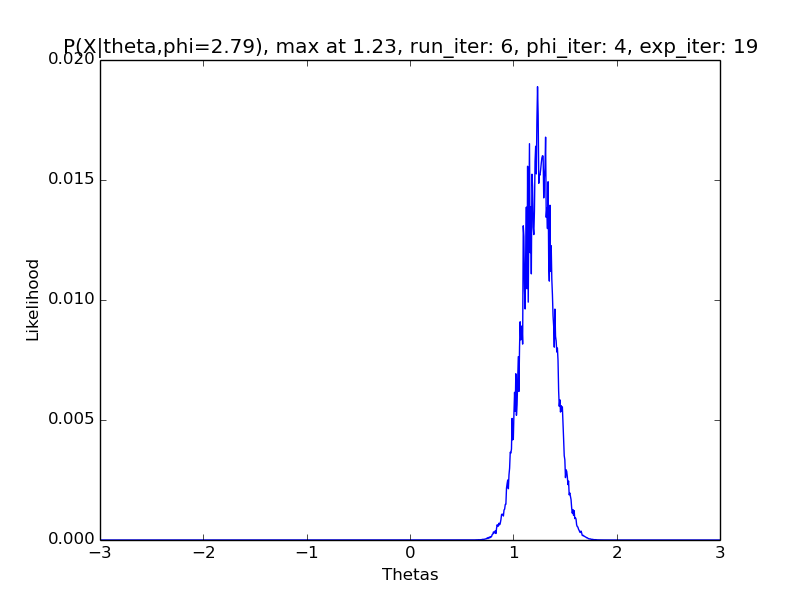 P(X|theta,phi=2.79), max at 1.23, run_iter: 6, phi_iter: 4, exp_iter: 19
0.020
0.015
0.010
0.005
0.000
Likelihood
−3 −2 −1 0 1 2 3
Thetas